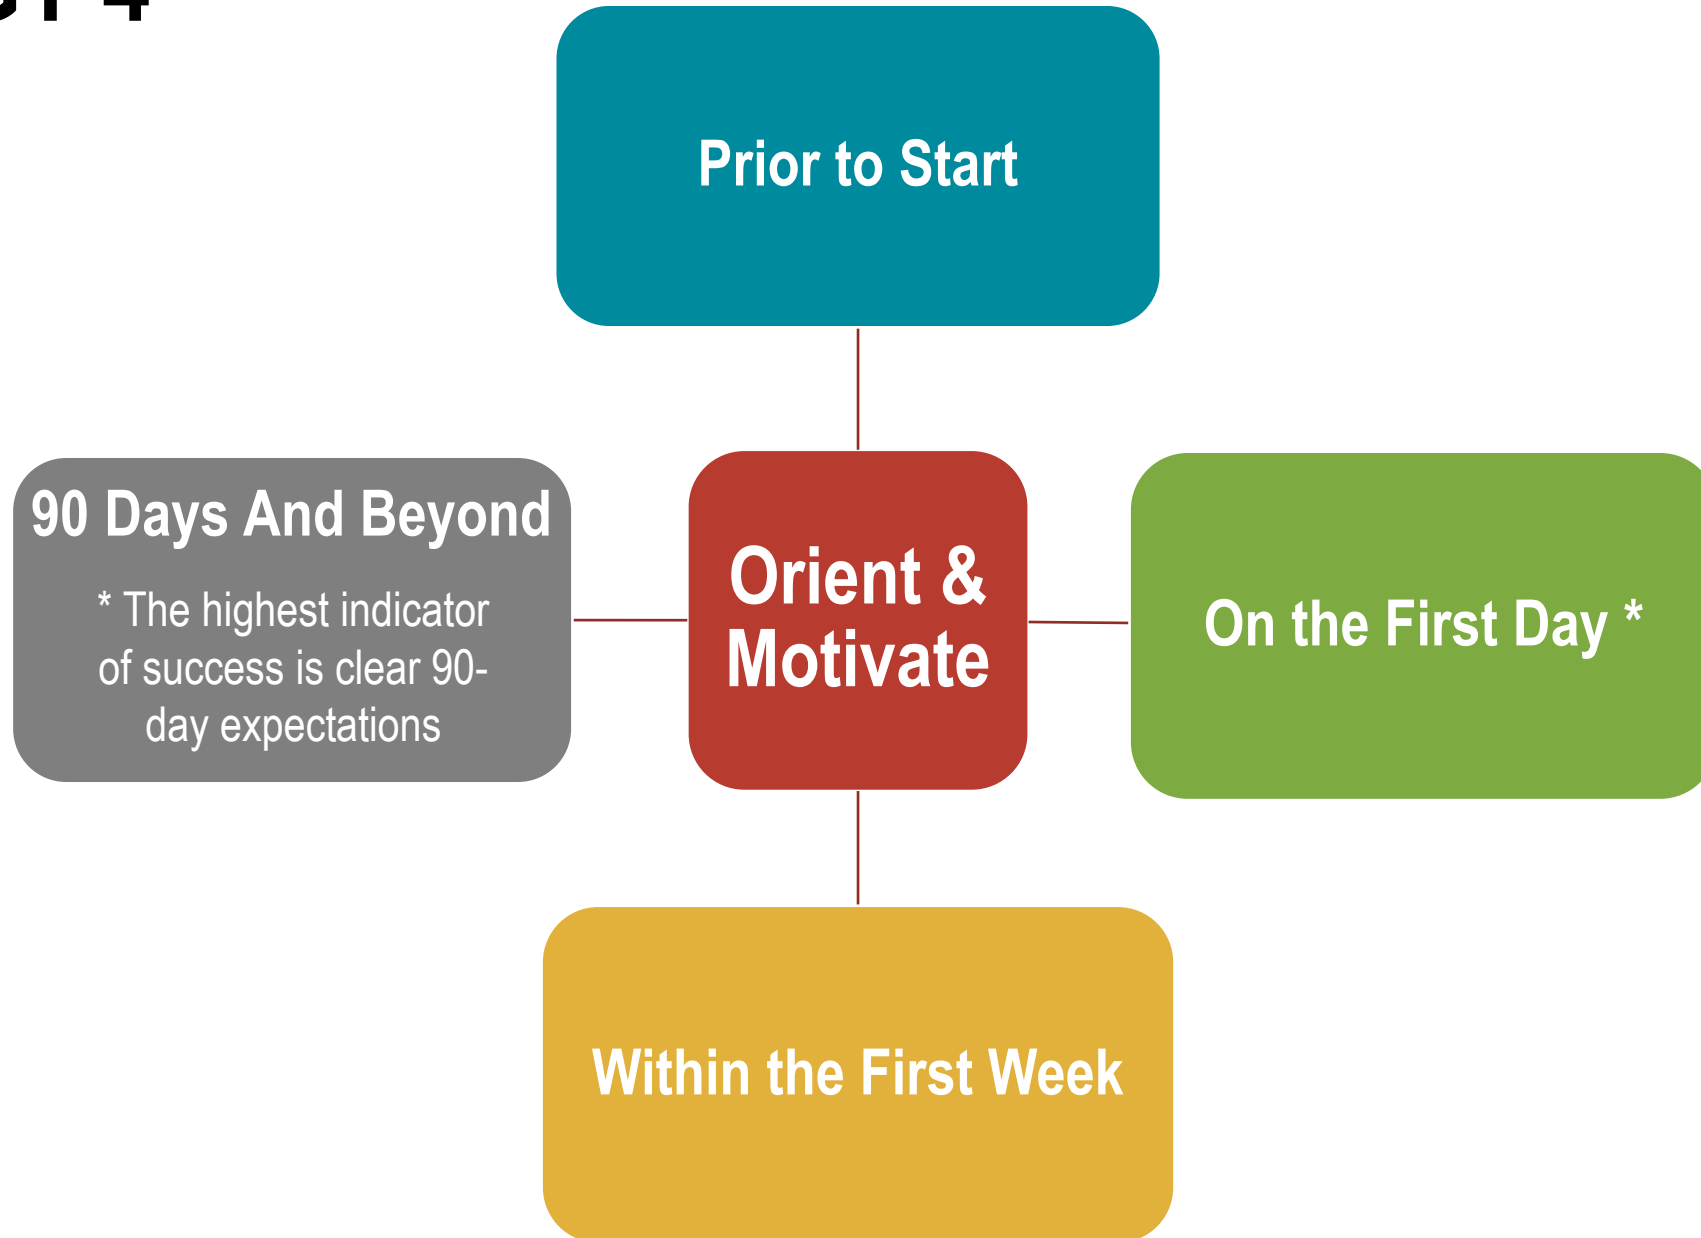 Prior to Start
90 Days And Beyond
* The highest indicator
of success is clear 90-
day expectations
Orient &
Motivate
On the First Day *
Within the First Week